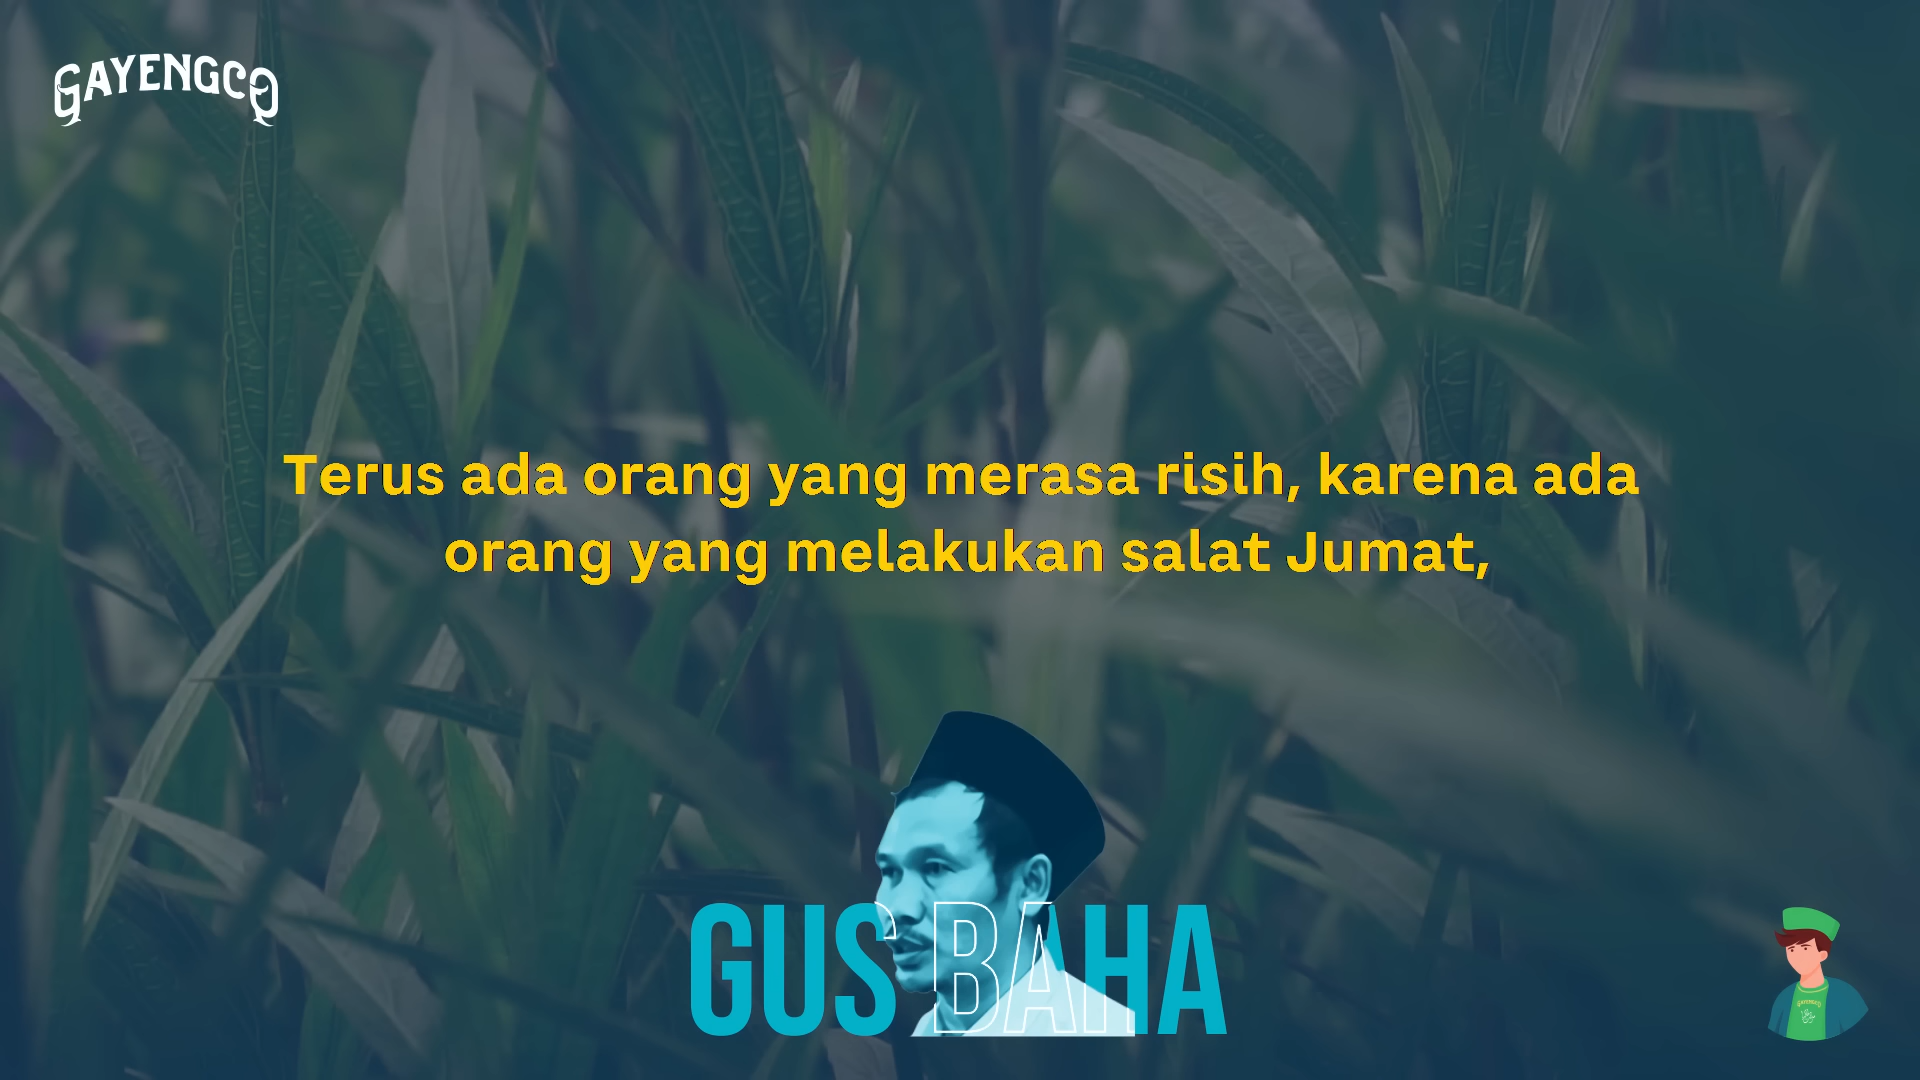 GAYENGCO
Terus ada orang yang merasa risih, karena ada
orang yang melakukan salat Jumat,
GUS BAHA